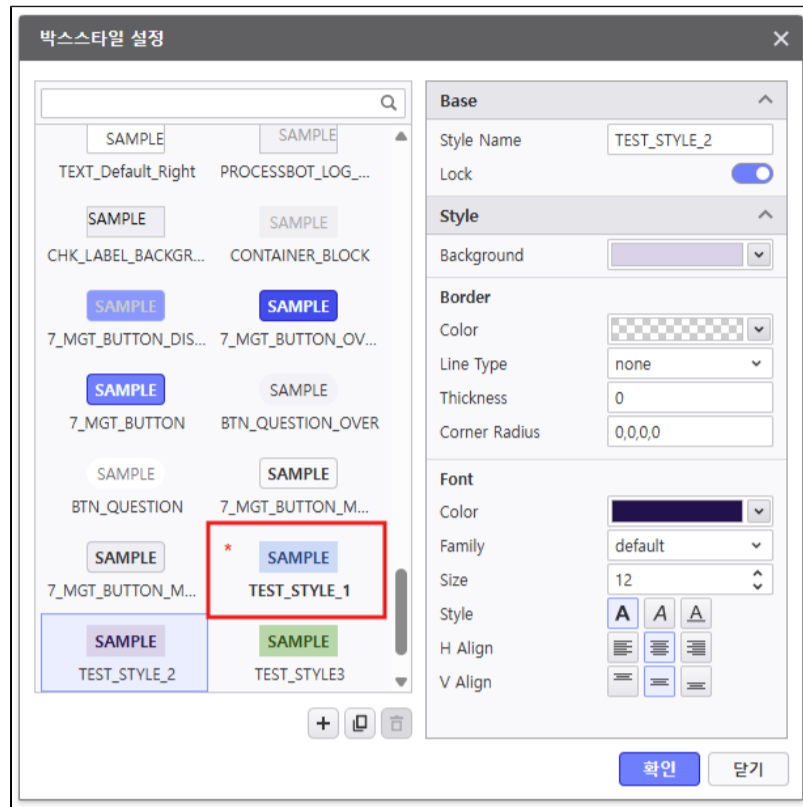 박스스타일 설정
SAMPLE SAMPLE
TEXT_Default_Right PROCESSBOT_LOG_...
SAMPLE SAMPLE
CHK_LABEL_BACKGR... CONTAINER_BLOCK
SAMPLE SAMPLE
7_MGT_BUTTON_DIS... 7_MGT_BUTTON_OV...
SAMPLE SAMPLE
7_MGT_BUTTON BTN_QUESTION_OVER
SAMPLE SAMPLE
BTN_QUESTION 7_MGT_BUTTON_M...
SAMPLE * SAMPLE
7_MGT_BUTTON_M... TEST_STYLE_1
SAMPLE SAMPLE
TEST_STYLE_2 TEST_STYLE3
Base
Style Name TEST_STYLE_2
Lock
Style
Background
Border
Color
Line Type none
Thickness 0
Corner Radius 0,0,0,0
Font
Color
Family default
Size 12
Style A A A
H Align
V Align
확인 닫기